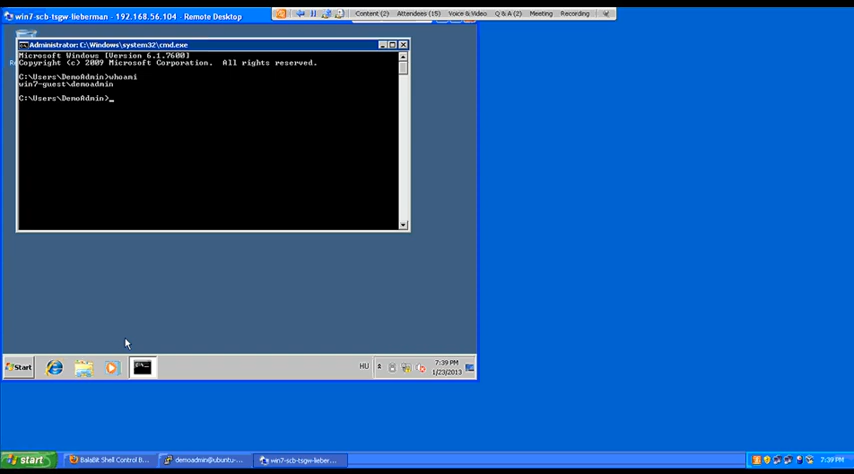 win7-scb-tsgw-lieberman - 192.168.56.104 - Remote Desktop
Content (2) Attendees (15) Voice & Video Q & A (2) Meeting Recording
Administrator: C:\Windows\system32\cmd.exe
Microsoft Windows [Version 6.1.7600]
Copyright (c) 2009 Microsoft Corporation. All rights reserved.
C:\Users\DemoAdmin>whoami
win7-guest\demoadmin
C:\Users\DemoAdmin>_
Start HU 7:39 PM
1/23/2013
start BalaBit Shell Control B... demoadmin@ubuntu-... win7-scb-tsgw-lieber... 7:39 PM